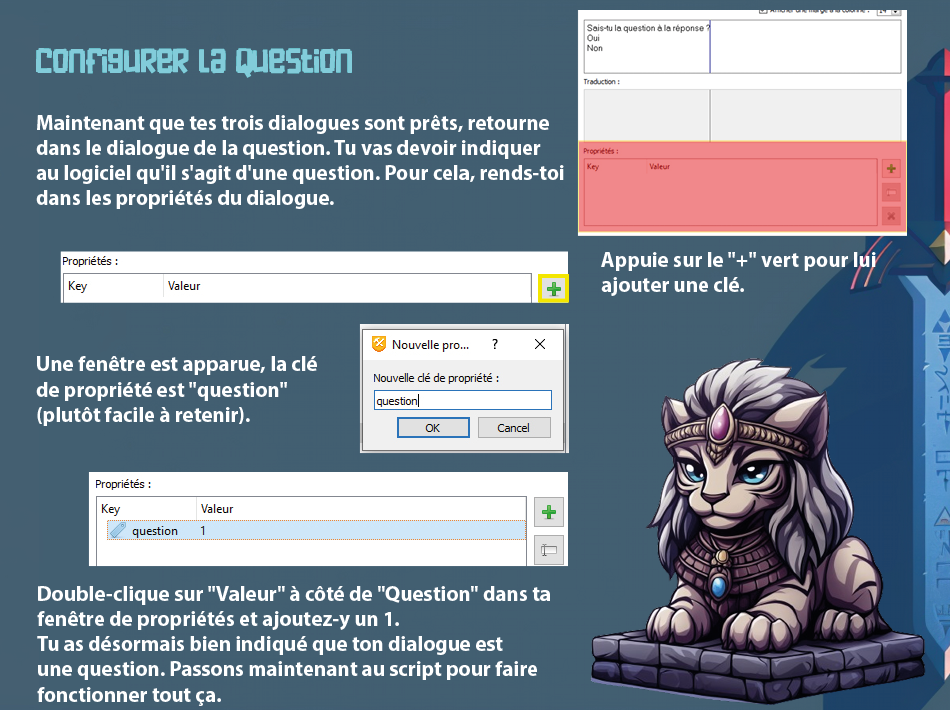 Configurer la Question
Afficher une marge à la colonne :
Sais-tu la question à la réponse ?
Oui
Non
Traduction :
Propriétés :
Key Valeur
Maintenant que tes trois dialogues sont prêts, retourne
dans le dialogue de la question. Tu vas devoir indiquer
au logiciel qu'il s'agit d'une question. Pour cela, rends-toi
dans les propriétés du dialogue.
Appuie sur le "+" vert pour lui
ajouter une clé.
Propriétés :
Key Valeur
Une fenêtre est apparue, la clé
de propriété est "question"
(plutôt facile à retenir).
Nouvelle pro... ?
Nouvelle clé de propriété :
question
OK Cancel
Propriétés :
Key Valeur
question 1
Double-clique sur "Valeur" à côté de "Question" dans ta
fenêtre de propriétés et ajoutez-y un 1.
Tu as désormais bien indiqué que ton dialogue est
une question. Passons maintenant au script pour faire
fonctionner tout ça.